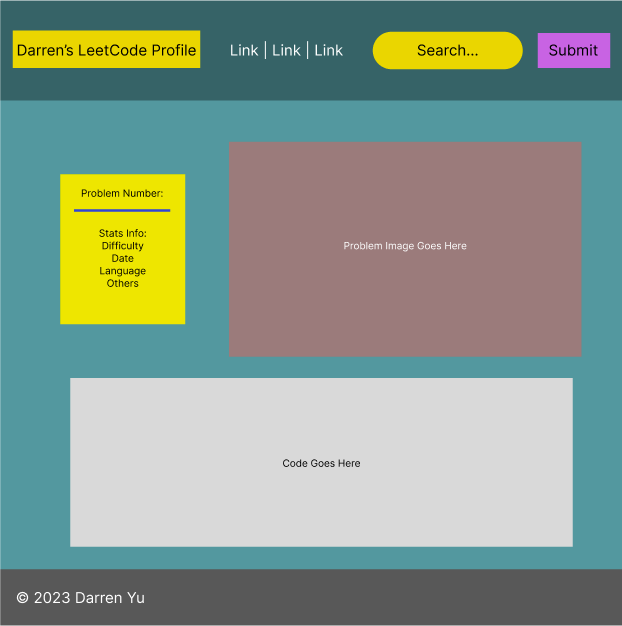 Darren’s LeetCode Profile
Link | Link | Link
Search...
Submit
Problem Number:
Stats Info:
Difficulty
Date
Language
Others
Problem Image Goes Here
Code Goes Here
© 2023 Darren Yu